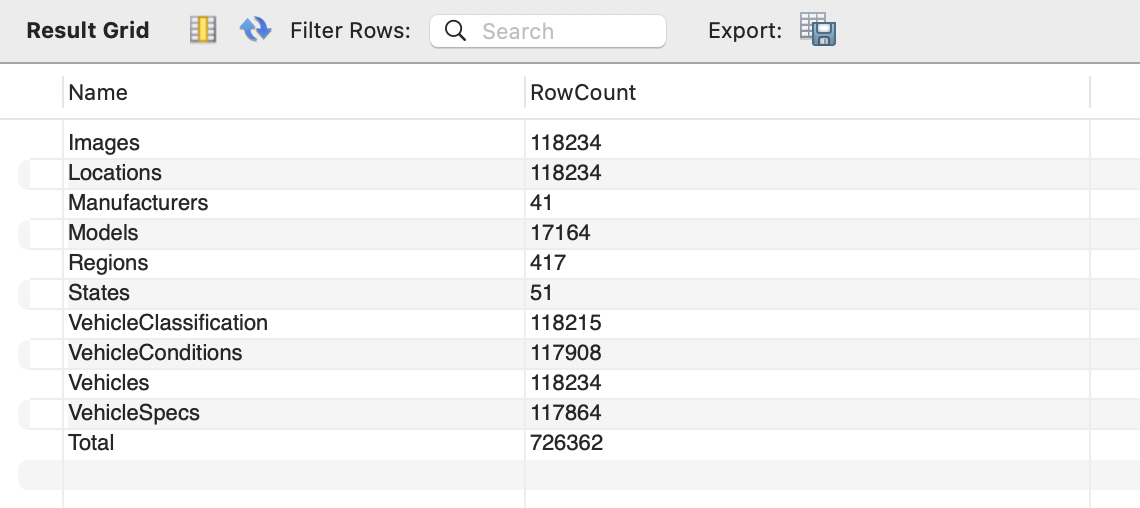 Result Grid Filter Rows: Search Export:
Name RowCount
Images 118234
Locations 118234
Manufacturers 41
Models 17164
Regions 417
States 51
VehicleClassification 118215
VehicleConditions 117908
Vehicles 118234
VehicleSpecs 117864
Total 726362